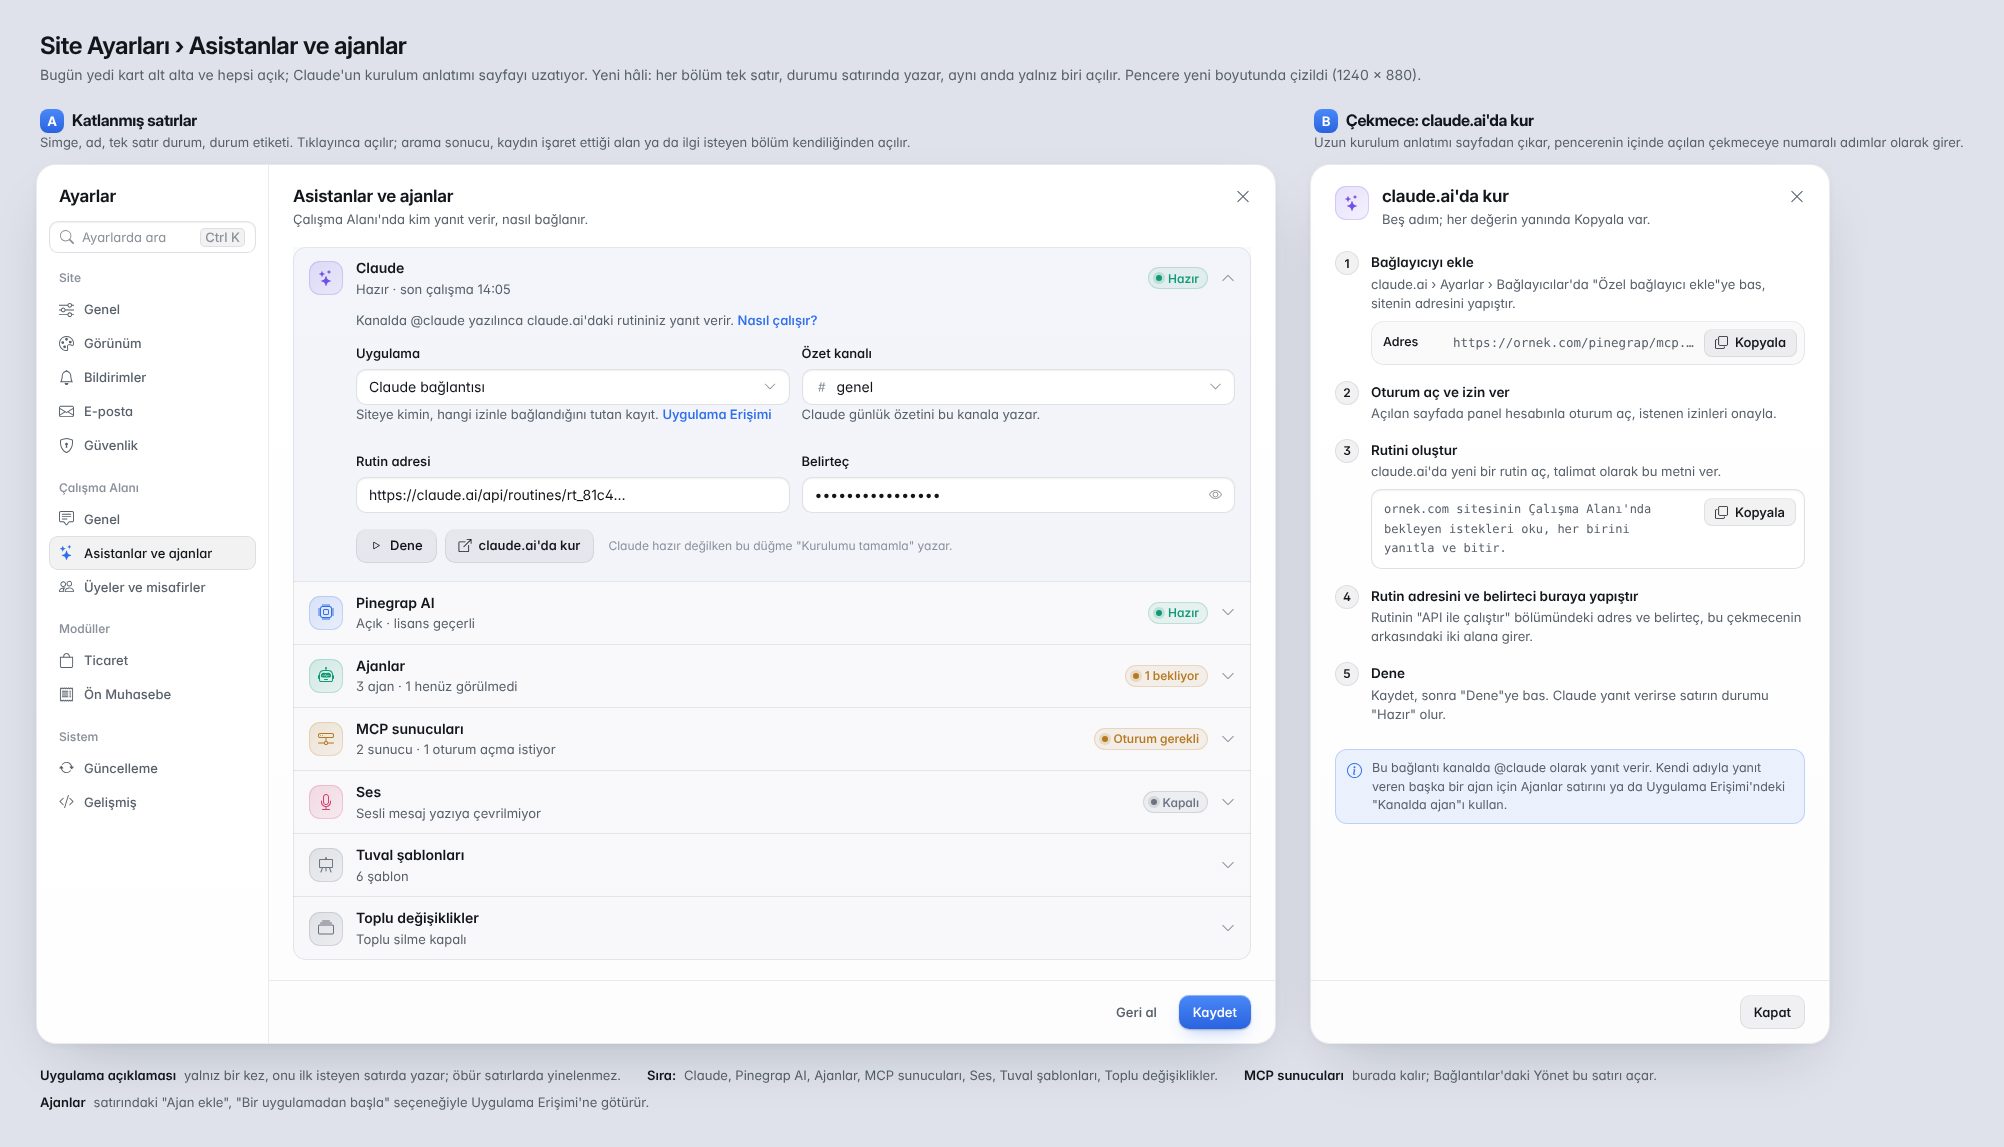 Site Ayarları › Asistanlar ve ajanlar
Bugün yedi kart alt alta ve hepsi açık; Claude'un kurulum anlatımı sayfayı uzatıyor. Yeni hâli: her bölüm tek satır, durumu satırında yazar, aynı anda yalnız biri açılır. Pencere yeni boyutunda çizildi (1240 × 880).
A Katlanmış satırlar
Simge, ad, tek satır durum, durum etiketi. Tıklayınca açılır; arama sonucu, kaydın işaret ettiği alan ya da ilgi isteyen bölüm kendiliğinden açılır.
Ayarlar
Ayarlarda ara Ctrl K
Site
Genel
Görünüm
Bildirimler
E-posta
Güvenlik
Çalışma Alanı
Genel
Asistanlar ve ajanlar
Üyeler ve misafirler
Modüller
Ticaret
Ön Muhasebe
Sistem
Güncelleme
Gelişmiş
Asistanlar ve ajanlar
Çalışma Alanı'nda kim yanıt verir, nasıl bağlanır.
Claude
Hazır · son çalışma 14:05
Hazır
Kanalda @claude yazılınca claude.ai'daki rutininiz yanıt verir. Nasıl çalışır?
Uygulama
Claude bağlantısı
Siteye kimin, hangi izinle bağlandığını tutan kayıt. Uygulama Erişimi
Özet kanalı
# genel
Claude günlük özetini bu kanala yazar.
Rutin adresi
https://claude.ai/api/routines/rt_81c4...
Belirteç
••••••••••••••••
Dene
claude.ai'da kur
Claude hazır değilken bu düğme "Kurulumu tamamla" yazar.
Pinegrap AI
Açık · lisans geçerli
Hazır
Ajanlar
3 ajan · 1 henüz görülmedi
1 bekliyor
MCP sunucuları
2 sunucu · 1 oturum açma istiyor
Oturum gerekli
Ses
Sesli mesaj yazıya çevrilmiyor
Kapalı
Tuval şablonları
6 şablon
Toplu değişiklikler
Toplu silme kapalı
Geri al
Kaydet
B Çekmece: claude.ai'da kur
Uzun kurulum anlatımı sayfadan çıkar, pencerenin içinde açılan çekmeceye numaralı adımlar olarak girer.
claude.ai'da kur
Beş adım; her değerin yanında Kopyala var.
1 Bağlayıcıyı ekle
claude.ai › Ayarlar › Bağlayıcılar'da "Özel bağlayıcı ekle"ye bas,
sitenin adresini yapıştır.
Adres https://ornek.com/pinegrap/mcp.… Kopyala
2 Oturum aç ve izin ver
Açılan sayfada panel hesabınla oturum aç, istenen izinleri onayla.
3 Rutini oluştur
claude.ai'da yeni bir rutin aç, talimat olarak bu metni ver.
ornek.com sitesinin Çalışma Alanı'nda
bekleyen istekleri oku, her birini
yanıtla ve bitir.
Kopyala
4 Rutin adresini ve belirteci buraya yapıştır
Rutinin "API ile çalıştır" bölümündeki adres ve belirteç, bu çekmecenin
arkasındaki iki alana girer.
5 Dene
Kaydet, sonra "Dene"ye bas. Claude yanıt verirse satırın durumu
"Hazır" olur.
Bu bağlantı kanalda @claude olarak yanıt verir. Kendi adıyla yanıt
veren başka bir ajan için Ajanlar satırını ya da Uygulama Erişimi'ndeki
"Kanalda ajan"ı kullan.
Kapat
Uygulama açıklaması yalnız bir kez, onu ilk isteyen satırda yazar; öbür satırlarda yinelenmez. Sıra: Claude, Pinegrap AI, Ajanlar, MCP sunucuları, Ses, Tuval şablonları, Toplu değişiklikler. MCP sunucuları burada kalır; Bağlantılar'daki Yönet bu satırı açar.
Ajanlar satırındaki "Ajan ekle", "Bir uygulamadan başla" seçeneğiyle Uygulama Erişimi'ne götürür.